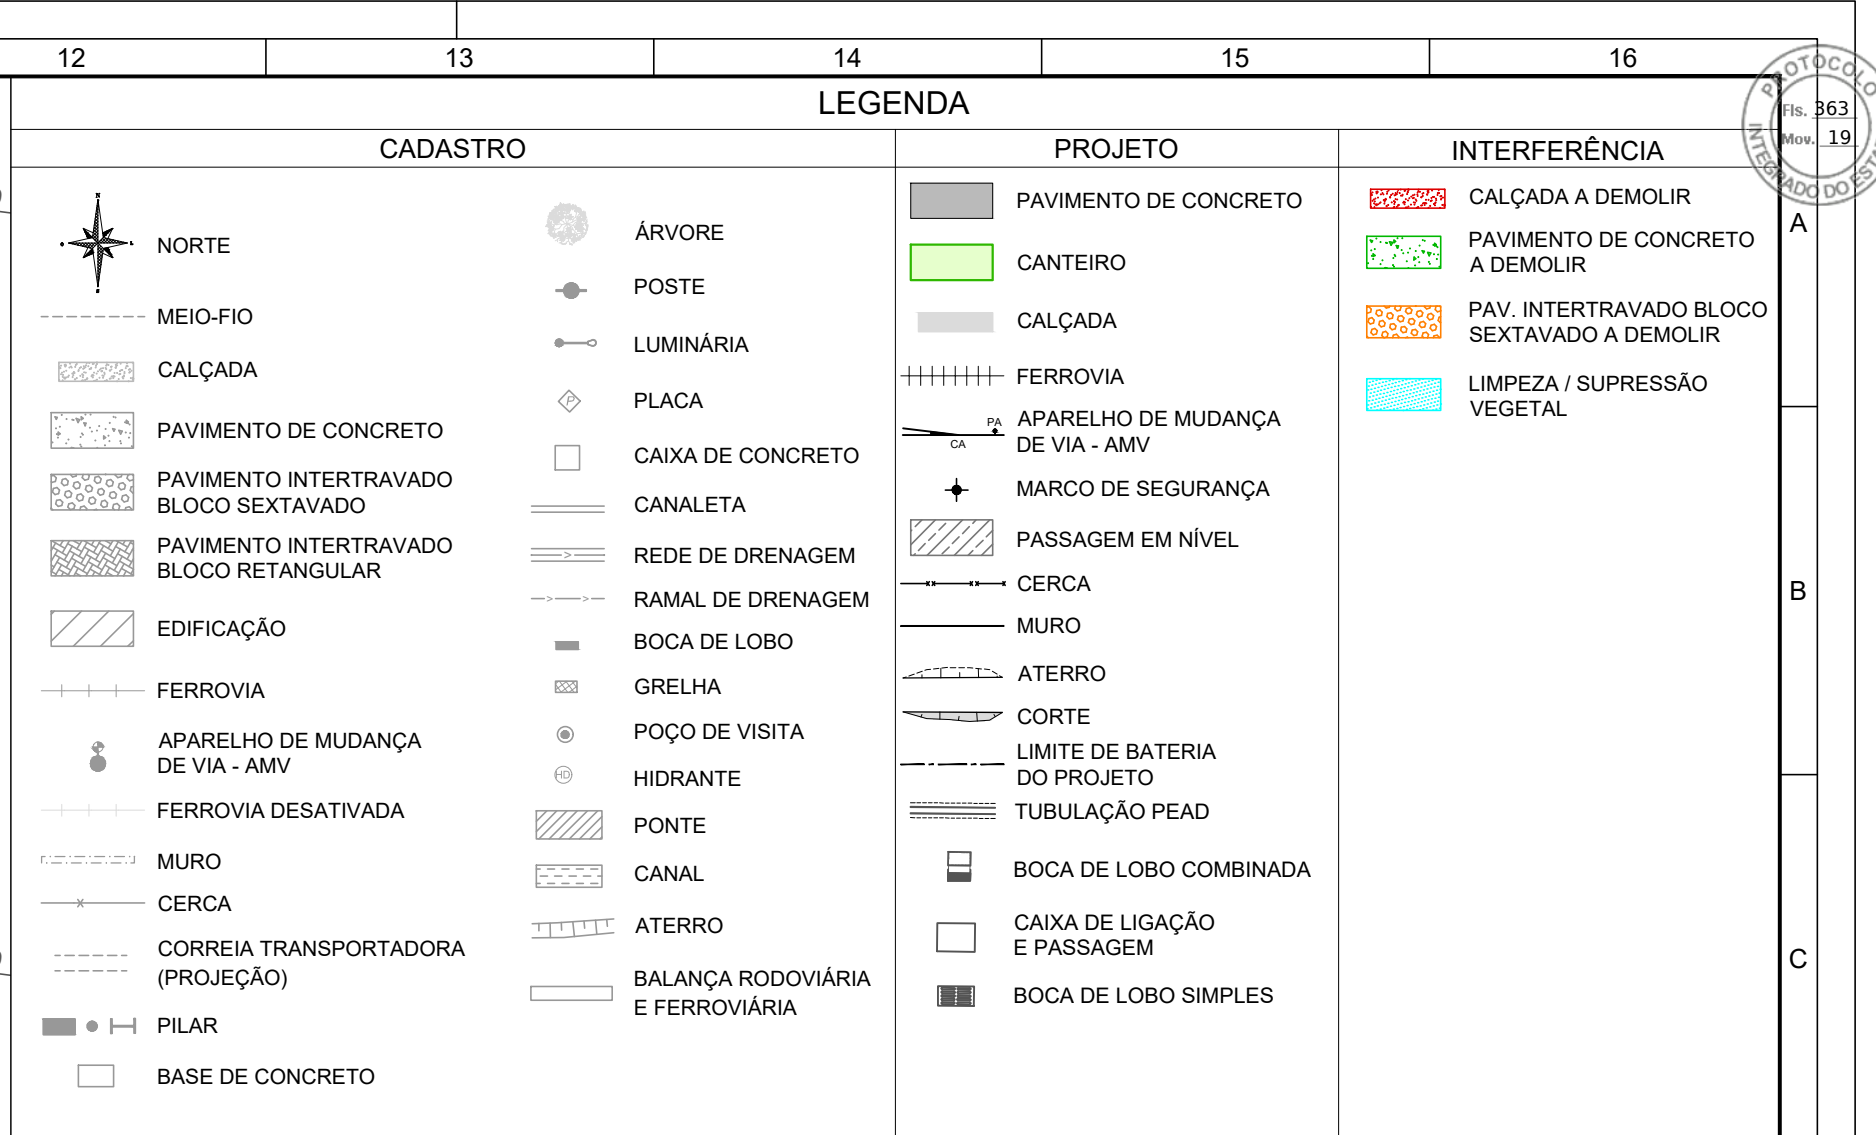 12 13 14 15 16
LEGENDA
CADASTRO
NORTE
MEIO-FIO
CALÇADA
PAVIMENTO DE CONCRETO
PAVIMENTO INTERTRAVADO
BLOCO SEXTAVADO
PAVIMENTO INTERTRAVADO
BLOCO RETANGULAR
EDIFICAÇÃO
FERROVIA
APARELHO DE MUDANÇA
DE VIA - AMV
FERROVIA DESATIVADA
MURO
CERCA
CORREIA TRANSPORTADORA
(PROJEÇÃO)
PILAR
BASE DE CONCRETO
ÁRVORE
POSTE
LUMINÁRIA
P
PLACA
CAIXA DE CONCRETO
CANALETA
REDE DE DRENAGEM
RAMAL DE DRENAGEM
BOCA DE LOBO
GRELHA
POÇO DE VISITA
HD
HIDRANTE
PONTE
CANAL
ATERRO
BALANÇA RODOVIÁRIA
E FERROVIÁRIA
PROJETO
PAVIMENTO DE CONCRETO
CANTEIRO
CALÇADA
FERROVIA
PA
CA
APARELHO DE MUDANÇA
DE VIA - AMV
MARCO DE SEGURANÇA
PASSAGEM EM NÍVEL
CERCA
MURO
ATERRO
CORTE
LIMITE DE BATERIA
DO PROJETO
TUBULAÇÃO PEAD
BOCA DE LOBO COMBINADA
CAIXA DE LIGAÇÃO
E PASSAGEM
BOCA DE LOBO SIMPLES
INTERFERÊNCIA
CALÇADA A DEMOLIR
PAVIMENTO DE CONCRETO
A DEMOLIR
PAV. INTERTRAVADO BLOCO
SEXTAVADO A DEMOLIR
LIMPEZA / SUPRESSÃO
VEGETAL
PROTOCOLO
Fls. 363
Mov. 19
INTEGRADO DO
A
B
C